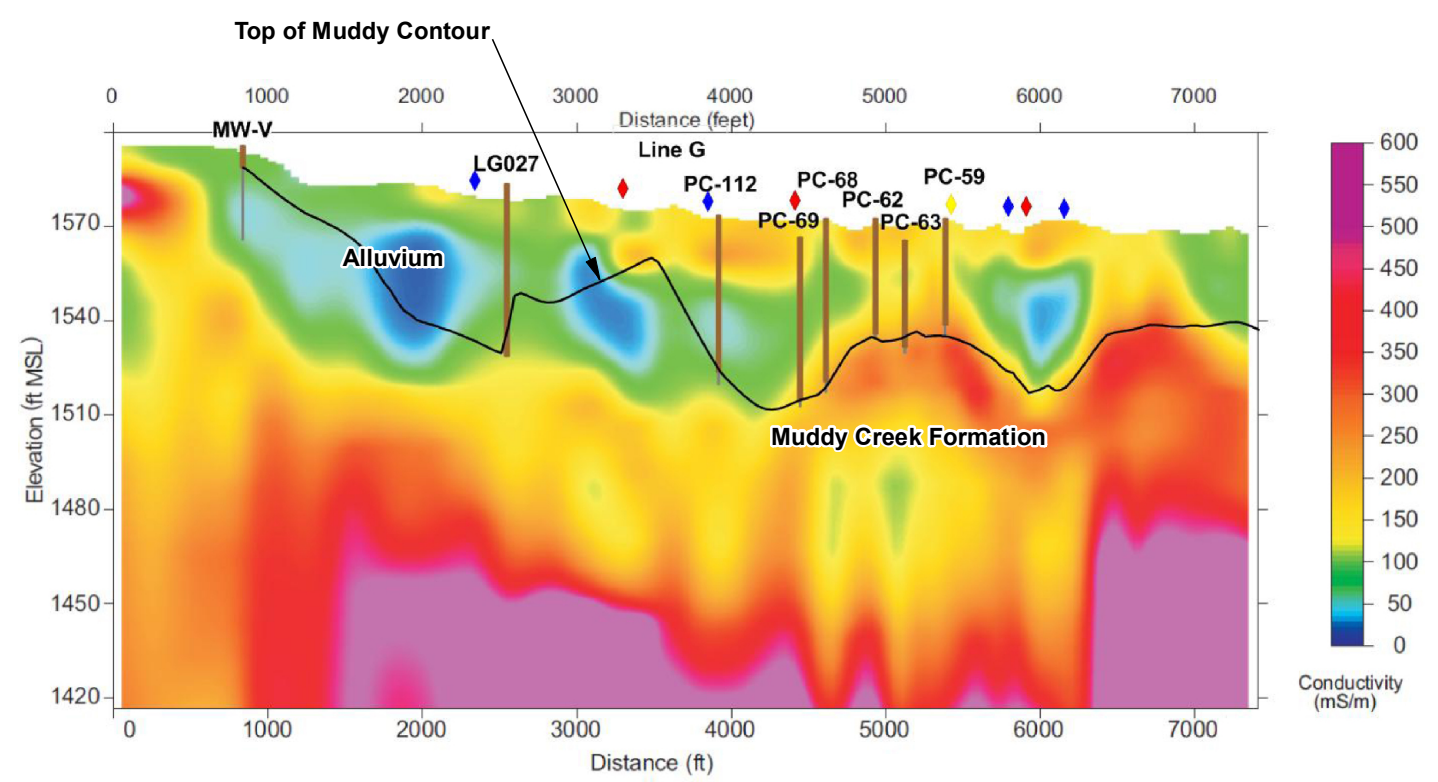 Top of Muddy Contour
0 1000 2000 3000 4000 5000 6000 7000
Distance (feet)
MW-V
Line G
LG027
PC-112
PC-68
PC-59
PC-62
PC-69
PC-63
Alluvium
Muddy Creek Formation
Elevation (ft MSL)
1570
1540
1510
1480
1450
1420
0 1000 2000 3000 4000 5000 6000 7000
Distance (ft)
600
550
500
450
400
350
300
250
200
150
100
50
0
Conductivity
(mS/m)